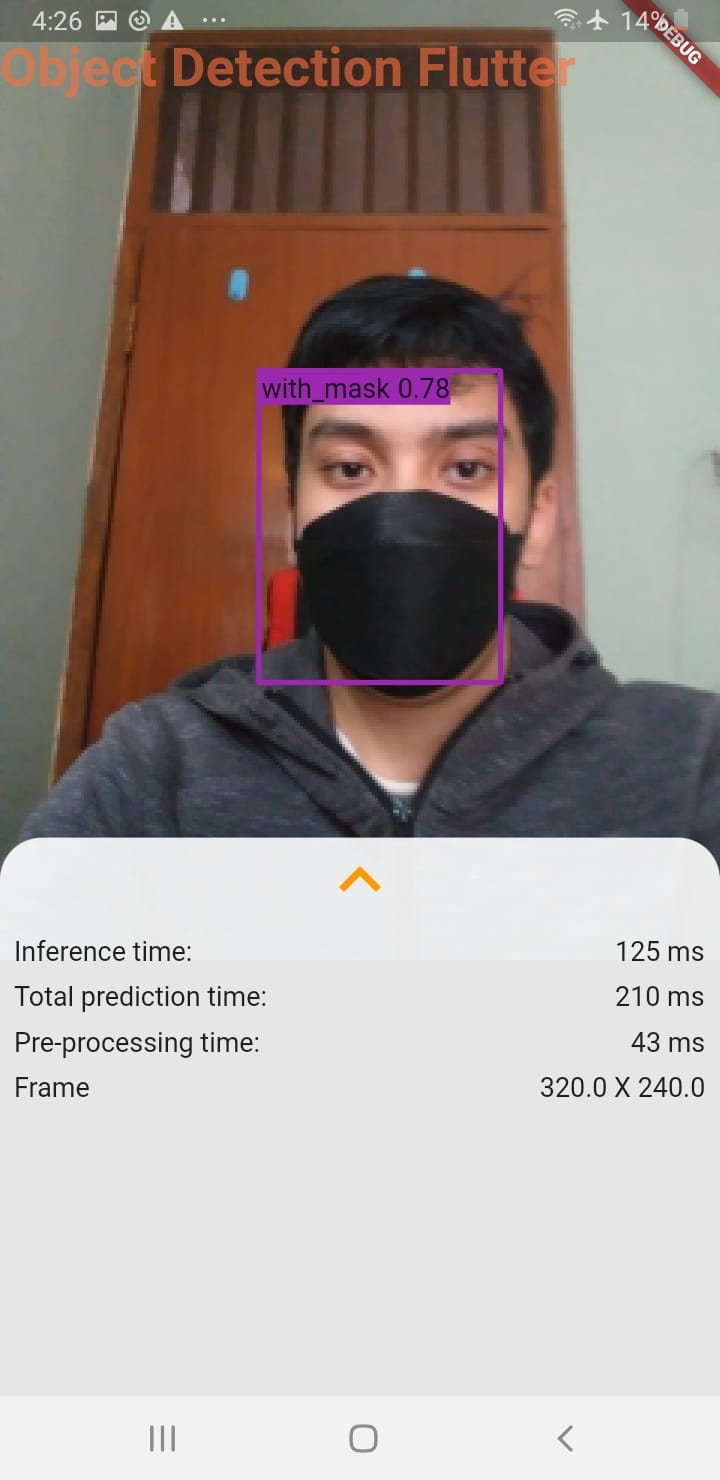 4:26
14%
DEBUG
Object Detection Flutter
with_mask 0.78
Inference time: 125 ms
Total prediction time: 210 ms
Pre-processing time: 43 ms
Frame 320.0 X 240.0